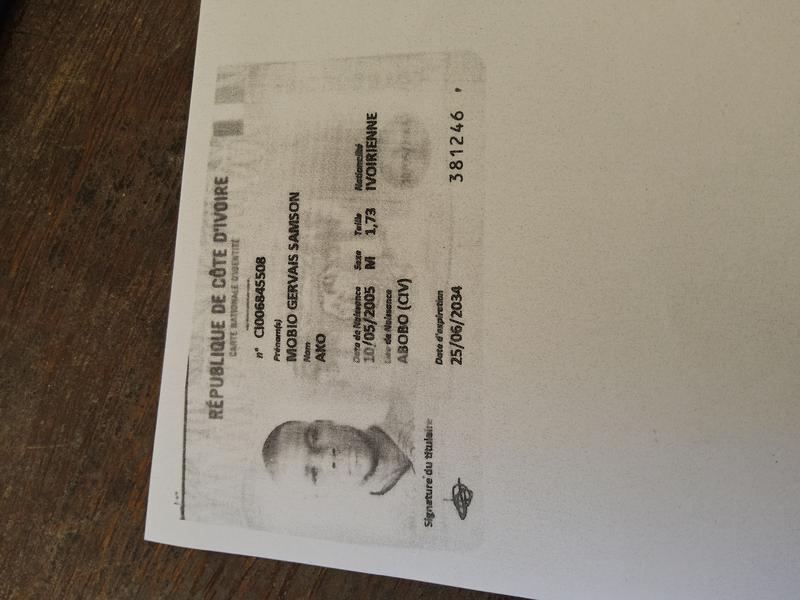 RÉPUBLIQUE DE CÔTE D'IVOIRE
CARTE NATIONALE D'IDENTITÉ
n° CI006845508
Prénom(s)
MOBIO GERVAIS SAMSON
Nom
AKO
Date de Naissance Sexe Taille Nationalité
10/05/2005 M 1,73 IVOIRIENNE
Lieu de Naissance
ABOBO (CIV)
Date d'expiration
25/06/2034
381246
Signature du titulaire